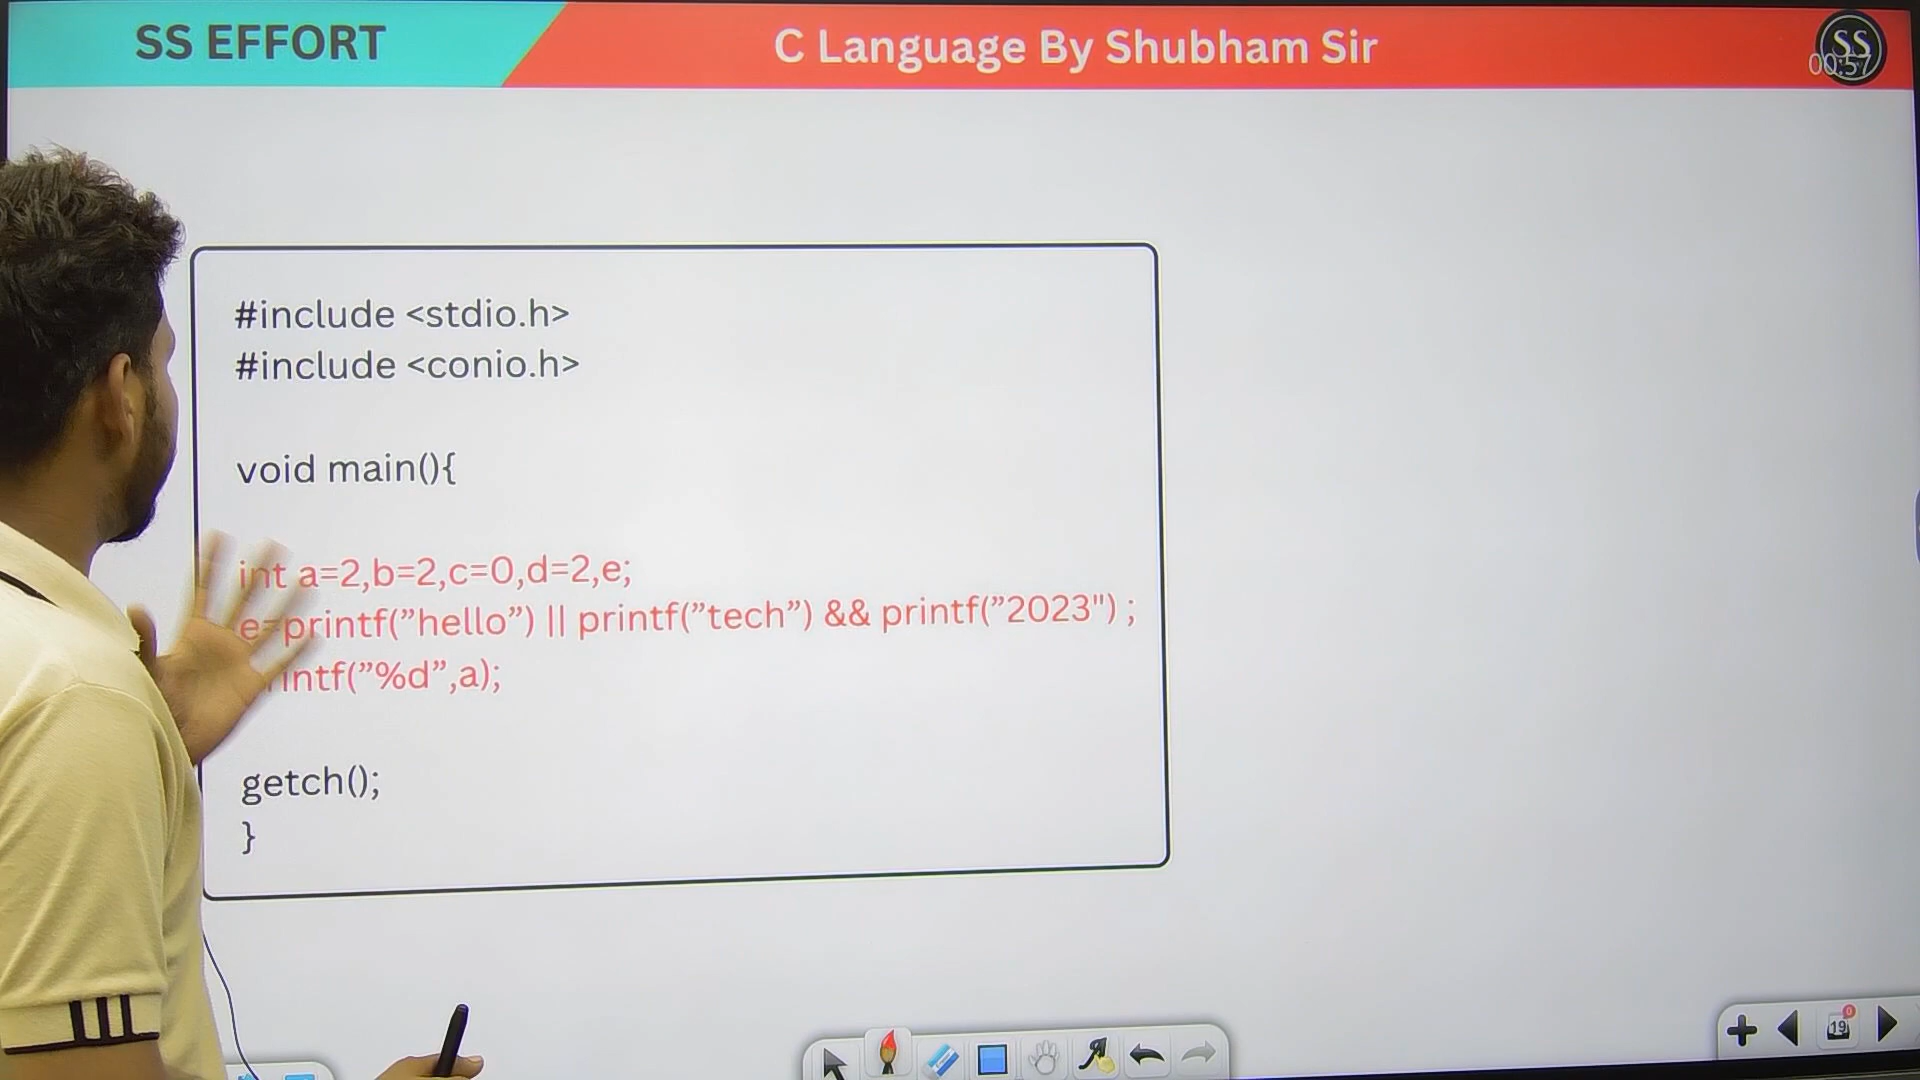 SS EFFORT
C Language By Shubham Sir
SS
00:57
#include <stdio.h>
#include <conio.h>
void main(){
int a=2,b=2,c=0,d=2,e;
e=printf(”hello”) || printf(”tech”) && printf(”2023") ;
intf(”%d”,a);
getch();
}
19
0